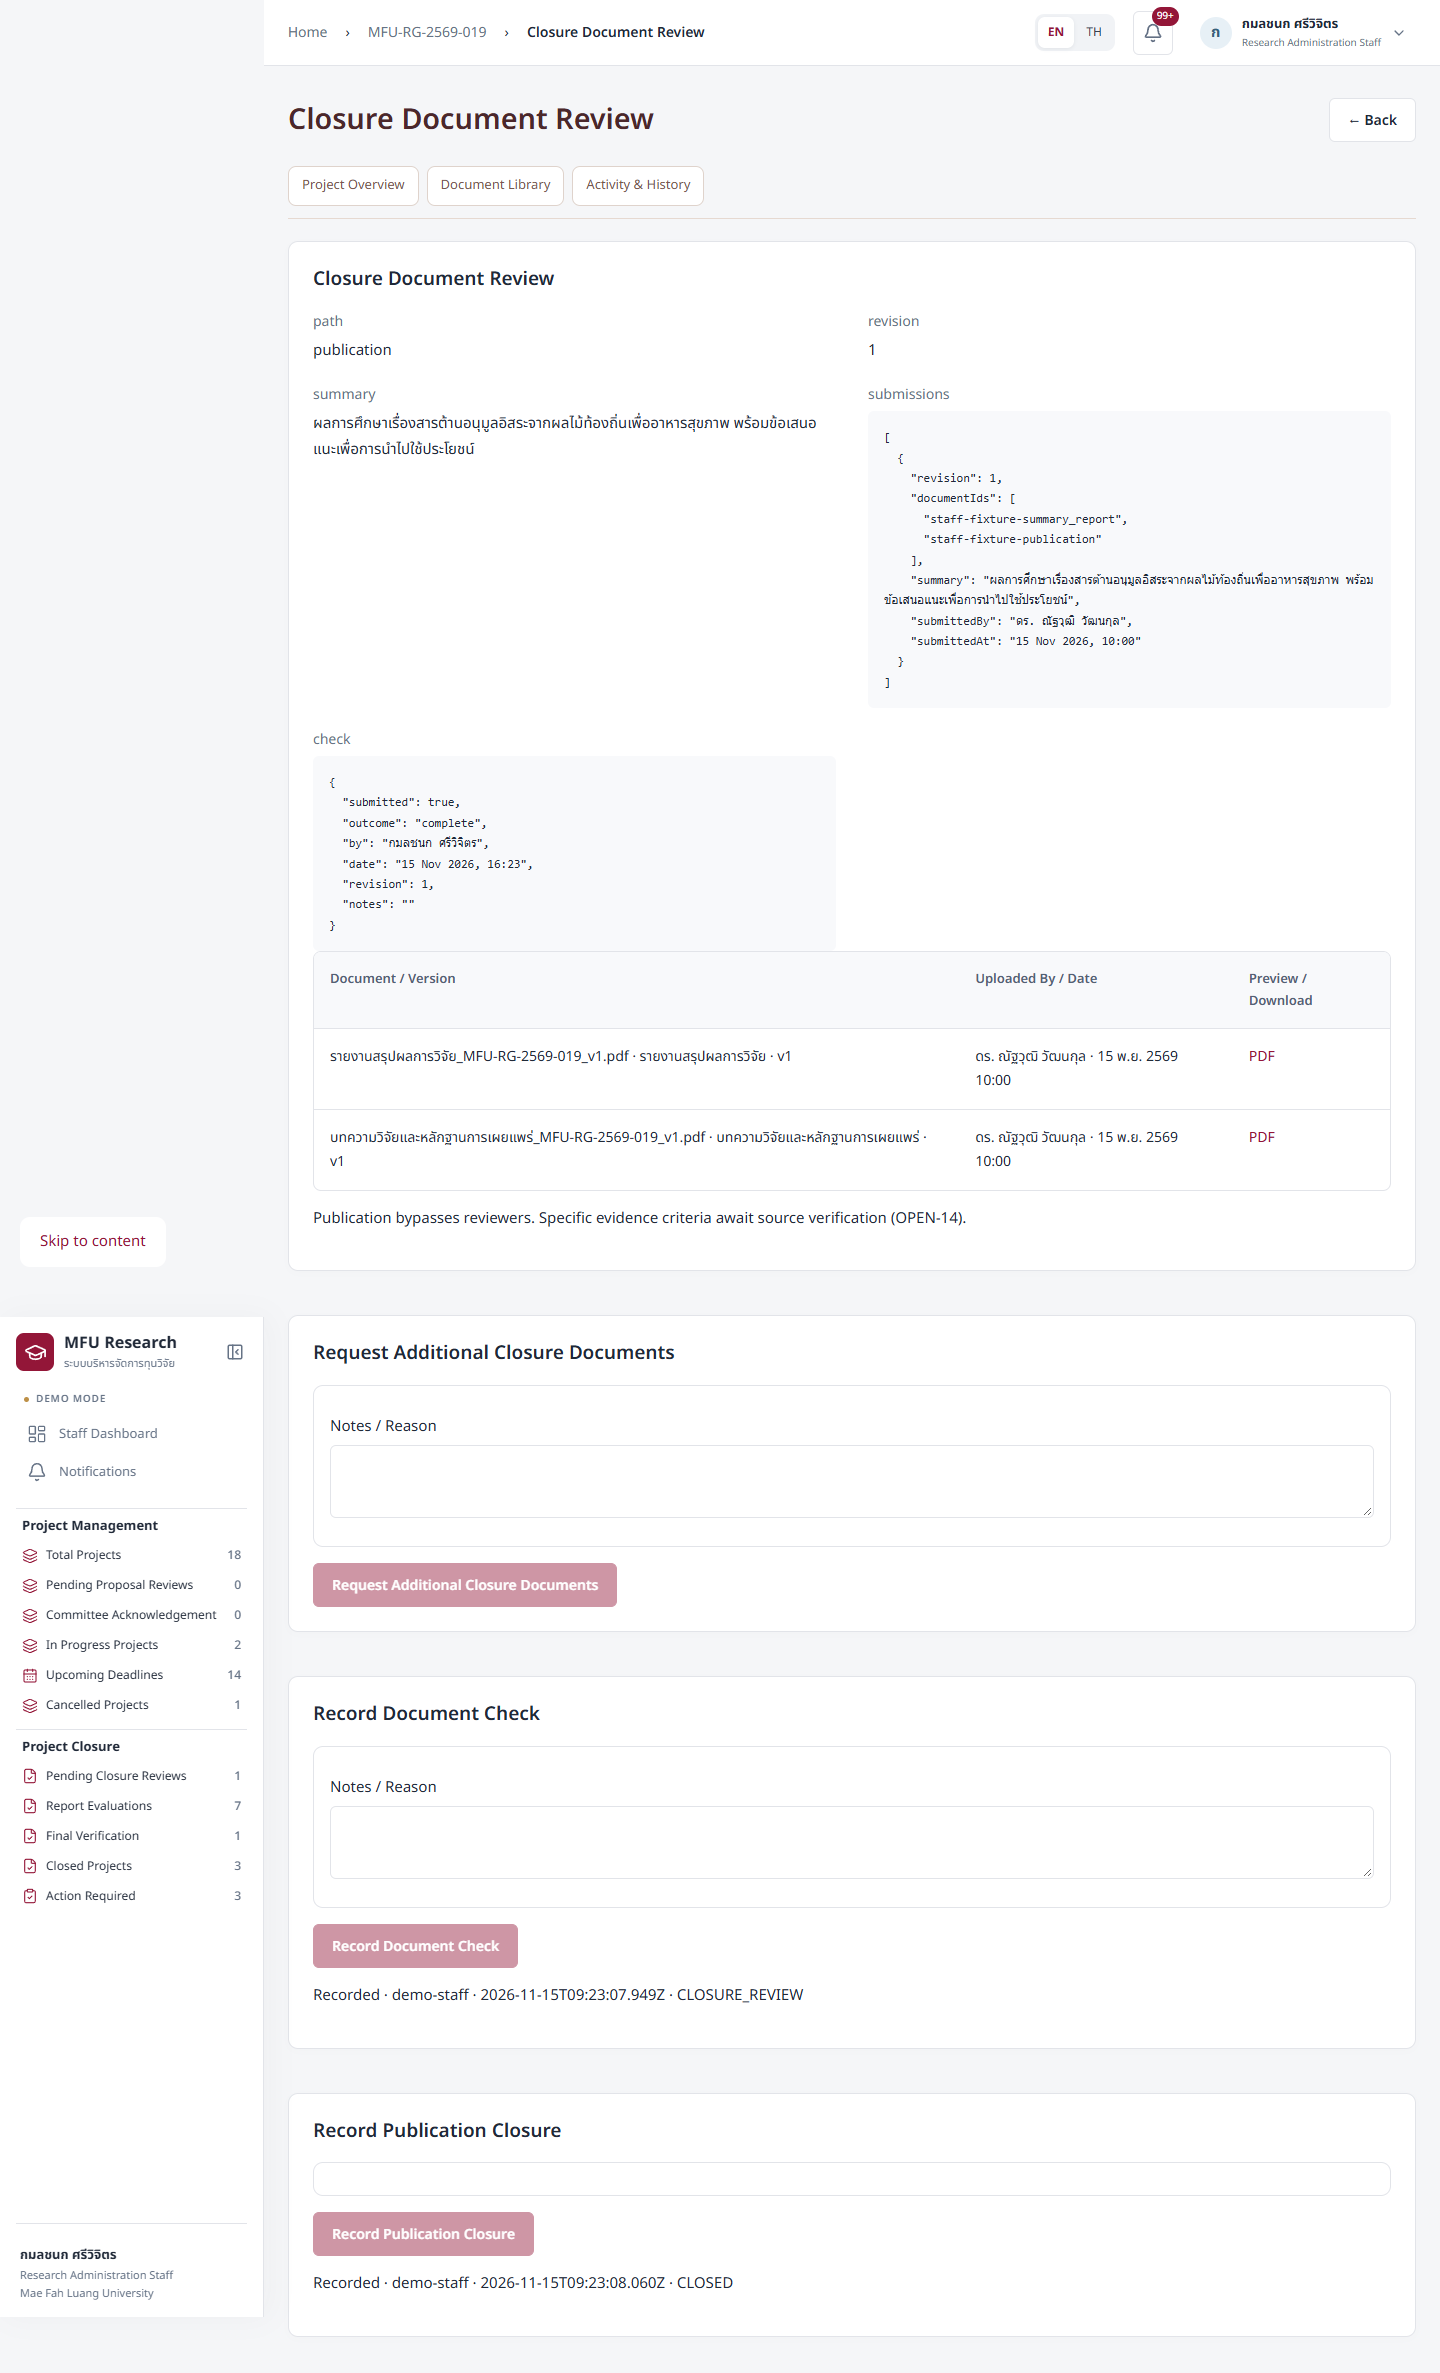 Home › MFU-RG-2569-019 › Closure Document Review
EN TH
99+
ก
กมลชนก ศรีวิจิตร
Research Administration Staff
Closure Document Review
← Back
Project Overview
Document Library
Activity & History
Closure Document Review
path
publication
revision
1
summary
ผลการศึกษาเรื่องสารต้านอนุมูลอิสระจากผลไม้ท้องถิ่นเพื่ออาหารสุขภาพ พร้อมข้อเสนอ
แนะเพื่อการนำไปใช้ประโยชน์
submissions
[
{
"revision": 1,
"documentIds": [
"staff-fixture-summary_report",
"staff-fixture-publication"
],
"summary": "ผลการศึกษาเรื่องสารต้านอนุมูลอิสระจากผลไม้ท้องถิ่นเพื่ออาหารสุขภาพ พร้อม
ข้อเสนอแนะเพื่อการนำไปใช้ประโยชน์",
"submittedBy": "ดร. ณัฐวุฒิ วัฒนกุล",
"submittedAt": "15 Nov 2026, 10:00"
}
]
check
{
"submitted": true,
"outcome": "complete",
"by": "กมลชนก ศรีวิจิตร",
"date": "15 Nov 2026, 16:23",
"revision": 1,
"notes": ""
}
Document / Version
Uploaded By / Date
Preview /
Download
รายงานสรุปผลการวิจัย_MFU-RG-2569-019_v1.pdf · รายงานสรุปผลการวิจัย · v1
ดร. ณัฐวุฒิ วัฒนกุล · 15 พ.ย. 2569
10:00
PDF
บทความวิจัยและหลักฐานการเผยแพร่_MFU-RG-2569-019_v1.pdf · บทความวิจัยและหลักฐานการเผยแพร่ ·
v1
ดร. ณัฐวุฒิ วัฒนกุล · 15 พ.ย. 2569
10:00
PDF
Publication bypasses reviewers. Specific evidence criteria await source verification (OPEN-14).
Skip to content
MFU Research
ระบบบริหารจัดการทุนวิจัย
DEMO MODE
Staff Dashboard
Notifications
Project Management
Total Projects 18
Pending Proposal Reviews 0
Committee Acknowledgement 0
In Progress Projects 2
Upcoming Deadlines 14
Cancelled Projects 1
Project Closure
Pending Closure Reviews 1
Report Evaluations 7
Final Verification 1
Closed Projects 3
Action Required 3
กมลชนก ศรีวิจิตร
Research Administration Staff
Mae Fah Luang University
Request Additional Closure Documents
Notes / Reason
Request Additional Closure Documents
Record Document Check
Notes / Reason
Record Document Check
Recorded · demo-staff · 2026-11-15T09:23:07.949Z · CLOSURE_REVIEW
Record Publication Closure
Record Publication Closure
Recorded · demo-staff · 2026-11-15T09:23:08.060Z · CLOSED